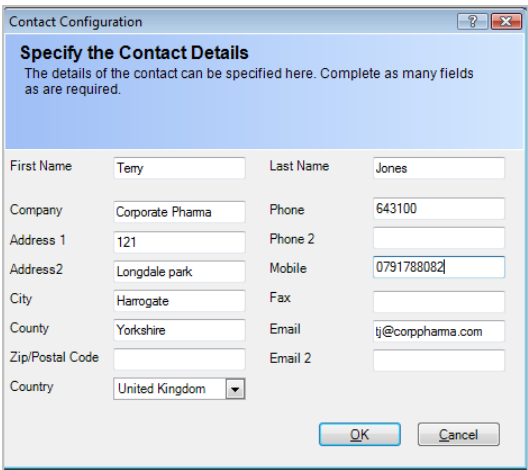 Contact Configuration
Specify the Contact Details
The details of the contact can be specified here. Complete as many fields
as are required.
First Name Terry Last Name Jones
Company Corporate Pharma Phone 643100
Address 1 121 Phone 2
Address2 Longdale park Mobile 0791788082
City Harrogate Fax
County Yorkshire Email tj@corppharma.com
Zip/Postal Code Email 2
Country United Kingdom
OK Cancel